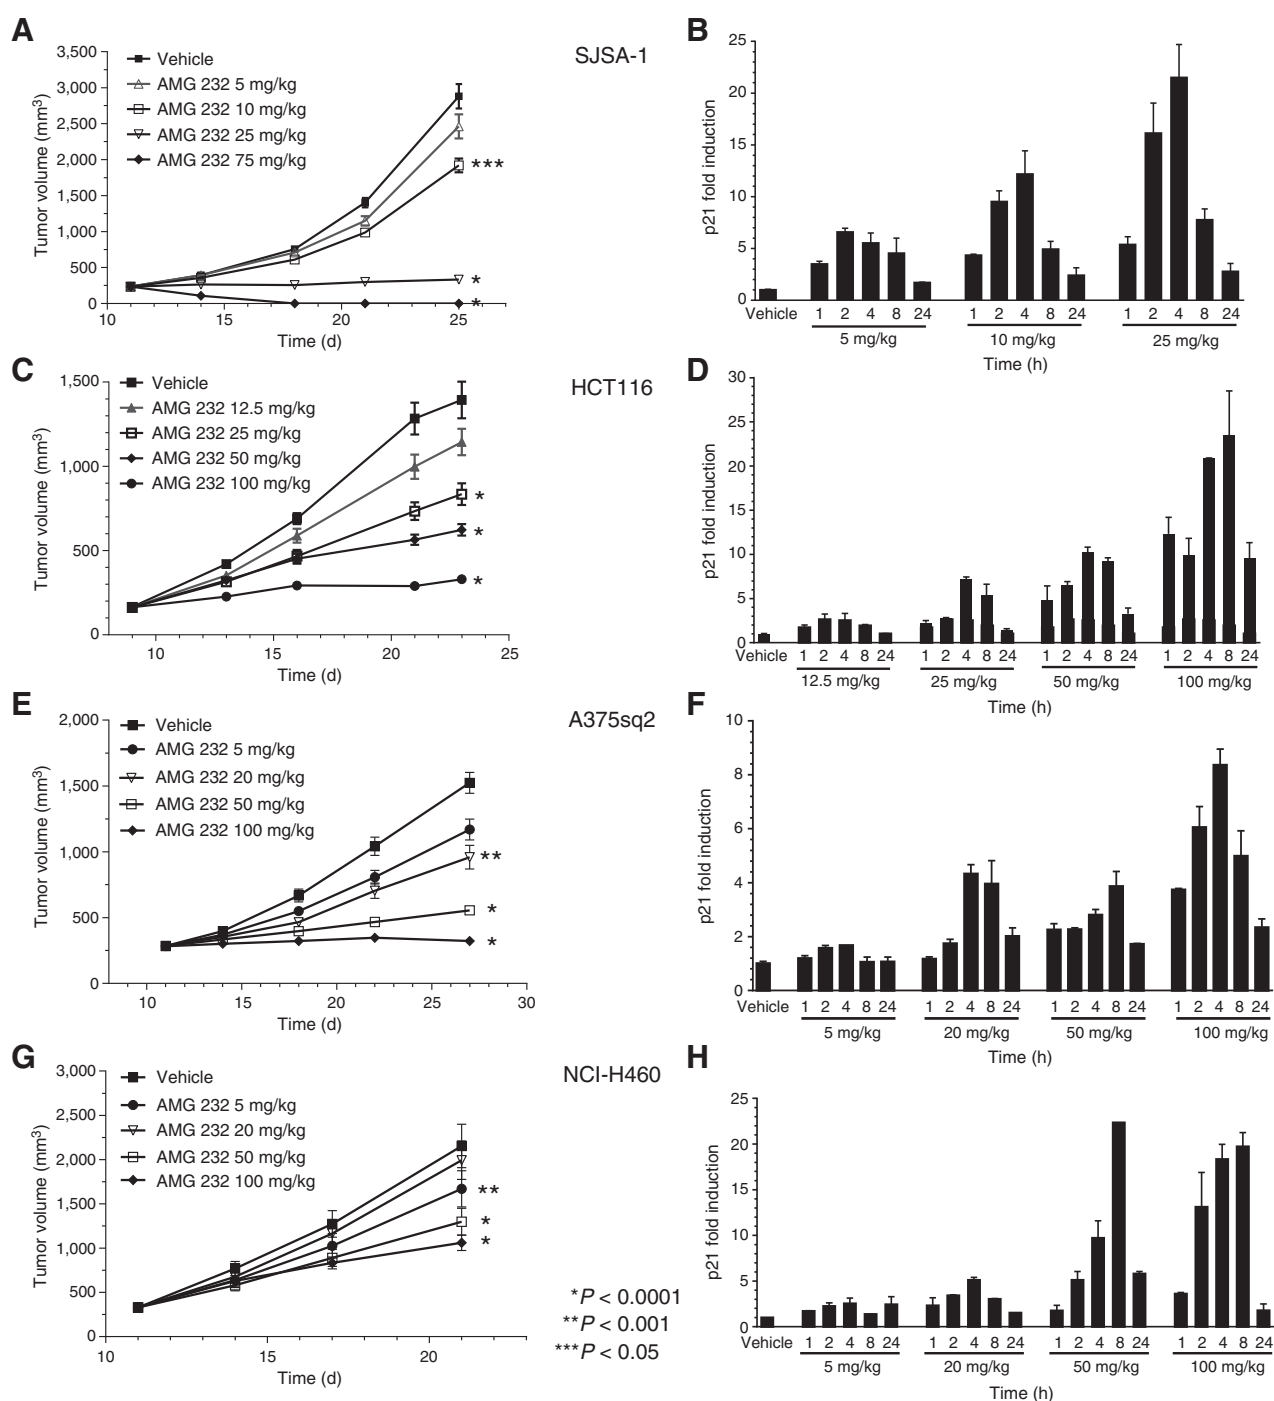 A
SJSA-1
Tumor volume (mm3)
3,500
3,000
2,500
2,000
1,500
1,000
500
0
Vehicle
AMG 232 5 mg/kg
AMG 232 10 mg/kg
AMG 232 25 mg/kg
AMG 232 75 mg/kg
***
*
*
10 15 20 25
Time (d)
B
p21 fold induction
25
20
15
10
5
0
Vehicle 1 2 4 8 24 1 2 4 8 24 1 2 4 8 24
5 mg/kg 10 mg/kg 25 mg/kg
Time (h)
C
HCT116
Tumor volume (mm3)
1,500
1,000
500
0
Vehicle
AMG 232 12.5 mg/kg
AMG 232 25 mg/kg
AMG 232 50 mg/kg
AMG 232 100 mg/kg
*
*
*
10 15 20 25
Time (d)
D
p21 fold induction
30
25
20
15
10
5
0
Vehicle 1 2 4 8 24 1 2 4 8 24 1 2 4 8 24 1 2 4 8 24
12.5 mg/kg 25 mg/kg 50 mg/kg 100 mg/kg
Time (h)
E
A375sq2
Tumor volume (mm3)
2,000
1,500
1,000
500
0
Vehicle
AMG 232 5 mg/kg
AMG 232 20 mg/kg
AMG 232 50 mg/kg
AMG 232 100 mg/kg
**
*
*
10 15 20 25 30
Time (d)
F
p21 fold induction
10
8
6
4
2
0
Vehicle 1 2 4 8 24 1 2 4 8 24 1 2 4 8 24 1 2 4 8 24
5 mg/kg 20 mg/kg 50 mg/kg 100 mg/kg
Time (h)
G
NCI-H460
Tumor volume (mm3)
3,000
2,500
2,000
1,500
1,000
500
0
Vehicle
AMG 232 5 mg/kg
AMG 232 20 mg/kg
AMG 232 50 mg/kg
AMG 232 100 mg/kg
**
*
*
10 15 20
Time (d)
*P < 0.0001
**P < 0.001
***P < 0.05
H
p21 fold induction
25
20
15
10
5
0
Vehicle 1 2 4 8 24 1 2 4 8 24 1 2 4 8 24 1 2 4 8 24
5 mg/kg 20 mg/kg 50 mg/kg 100 mg/kg
Time (h)